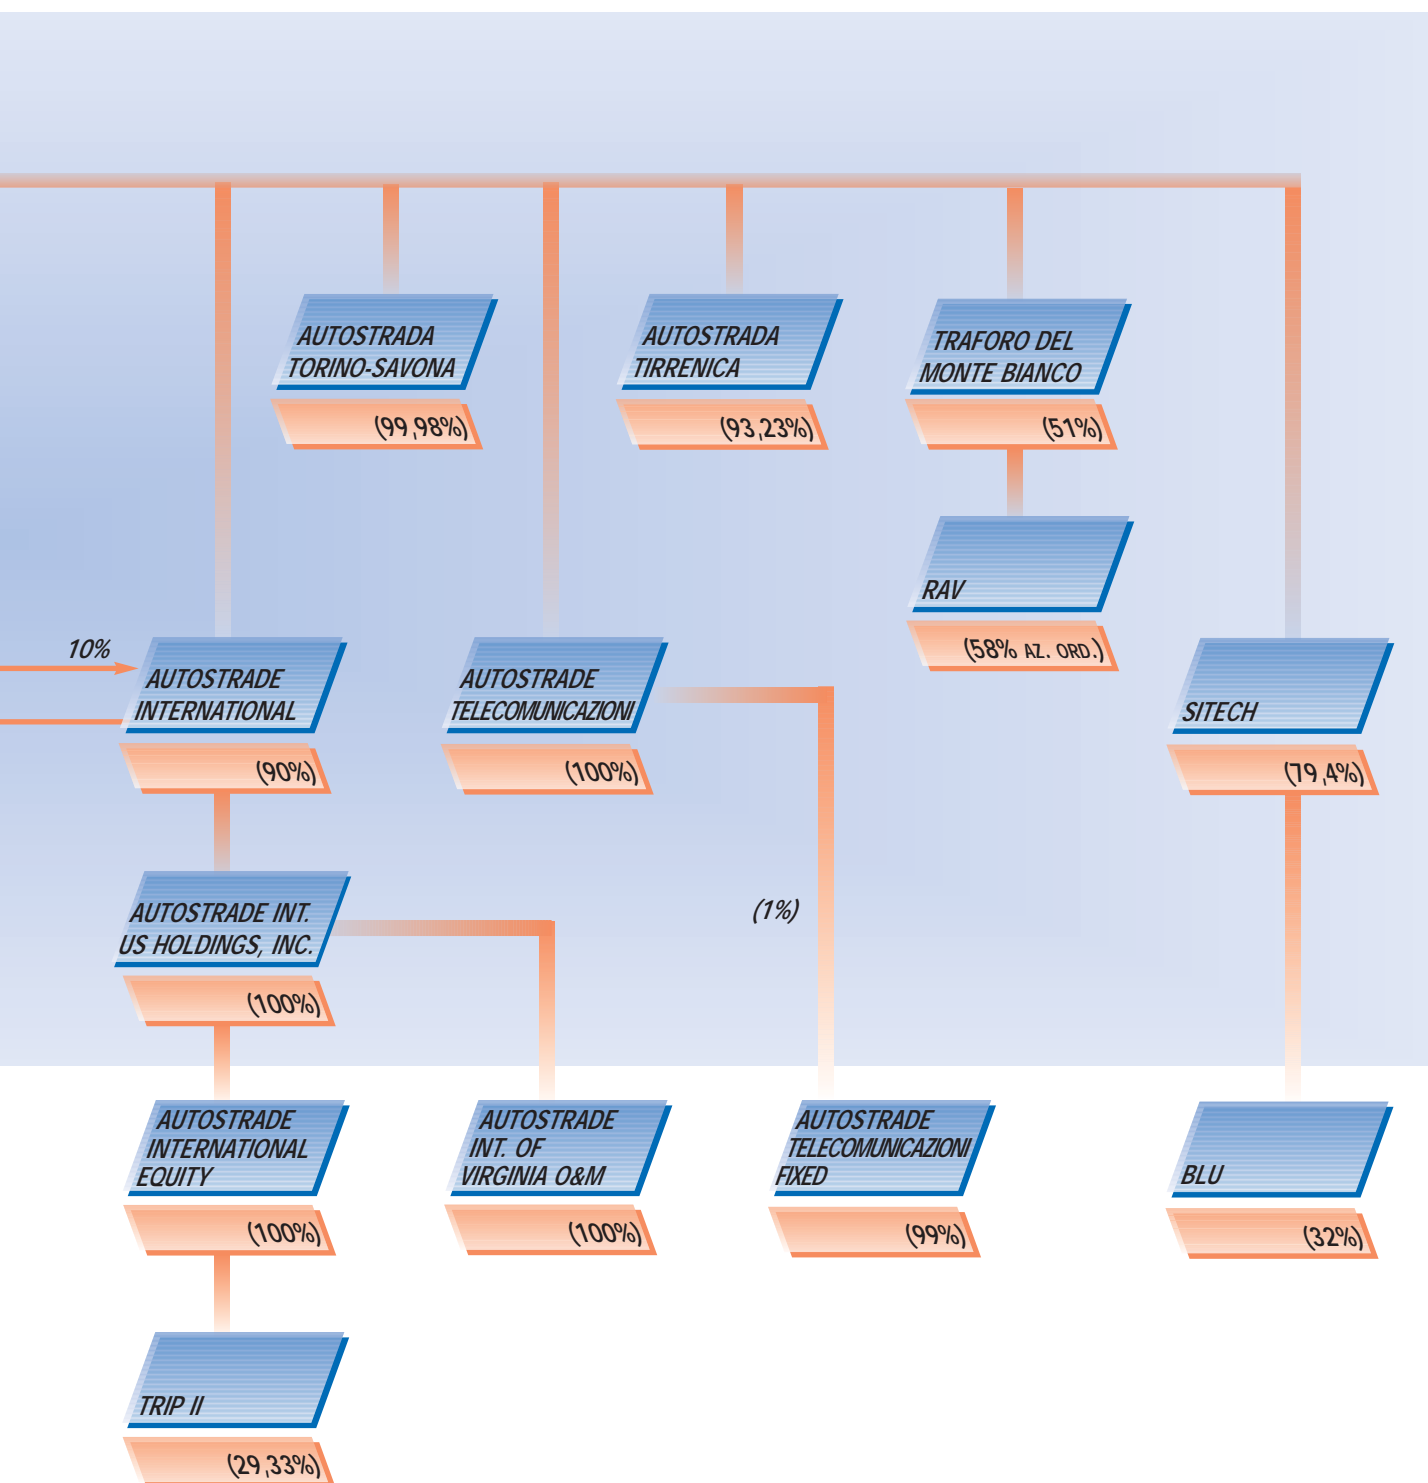 AUTOSTRADA
TORINO-SAVONA
(99,98%)
AUTOSTRADA
TIRRENICA
(93,23%)
TRAFORO DEL
MONTE BIANCO
(51%)
RAV
(58% AZ. ORD.)
10%
AUTOSTRADE
INTERNATIONAL
(90%)
AUTOSTRADE
TELECOMUNICAZIONI
(100%)
SITECH
(79,4%)
AUTOSTRADE INT.
US HOLDINGS, INC.
(100%)
(1%)
AUTOSTRADE
INTERNATIONAL
EQUITY
(100%)
AUTOSTRADE
INT. OF
VIRGINIA O&M
(100%)
AUTOSTRADE
TELECOMUNICAZIONI
FIXED
(99%)
BLU
(32%)
TRIP II
(29,33%)